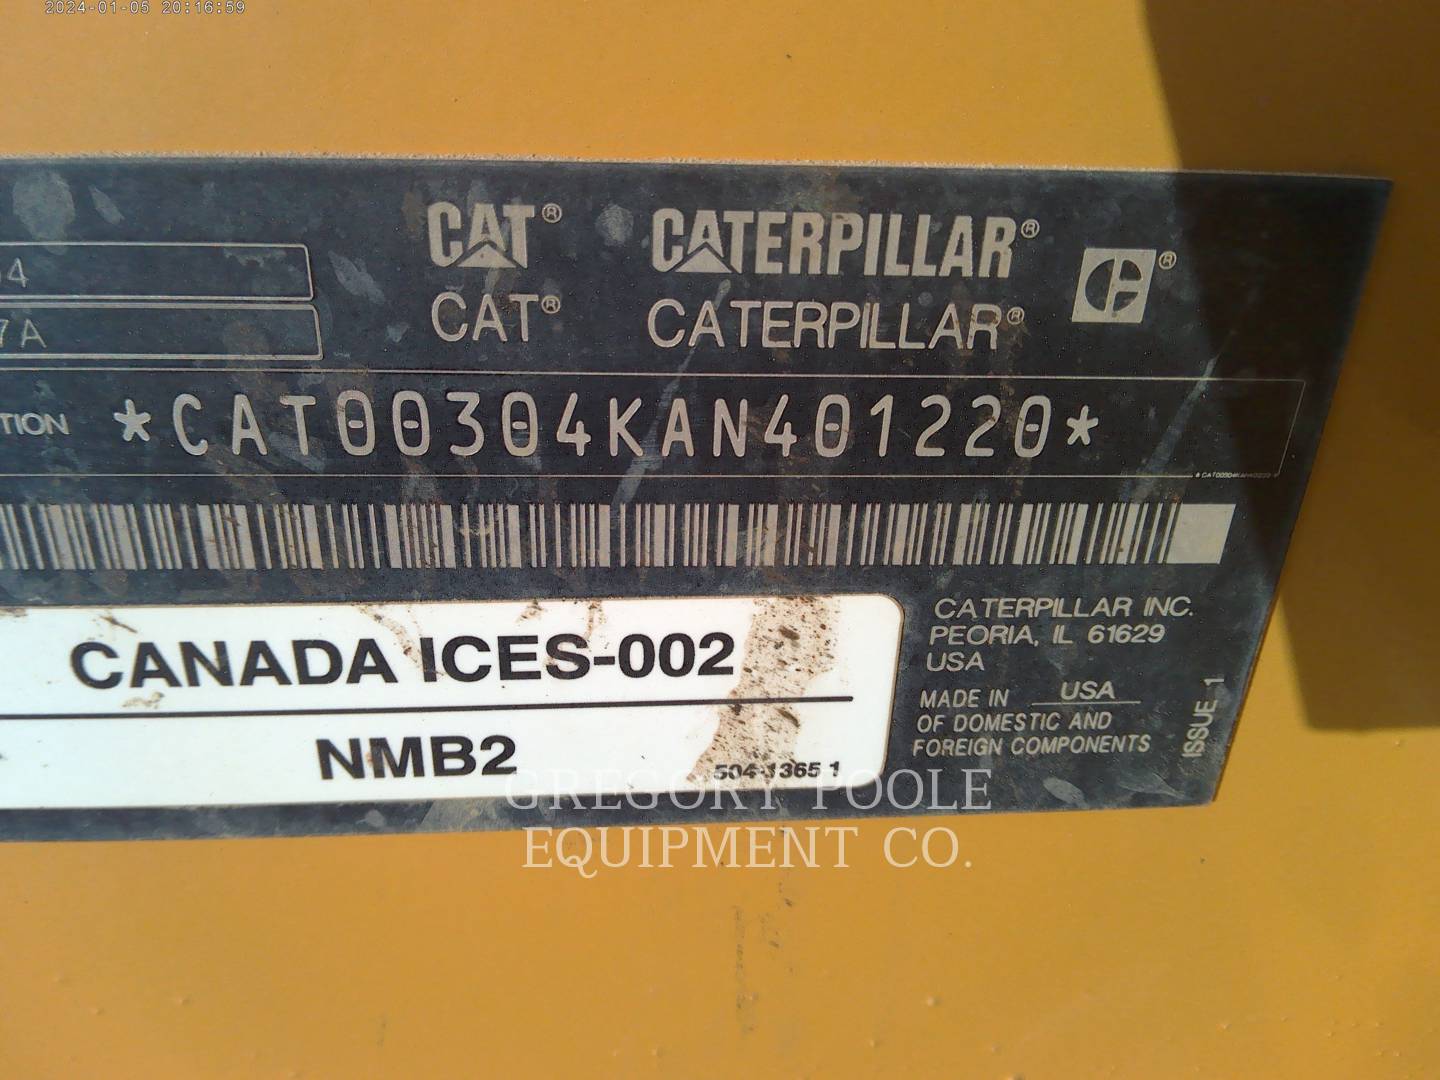 2024-01-05 20:16:59
CAT® CATERPILLAR®
CAT® CATERPILLAR®
4
7A
TION *CAT00304KAN401220*
CANADA ICES-002
NMB2
504-1365 1
CATERPILLAR INC.
PEORIA, IL 61629
USA
MADE IN USA
OF DOMESTIC AND
FOREIGN COMPONENTS
ISSUE-1
GREGORY POOLE
EQUIPMENT CO.